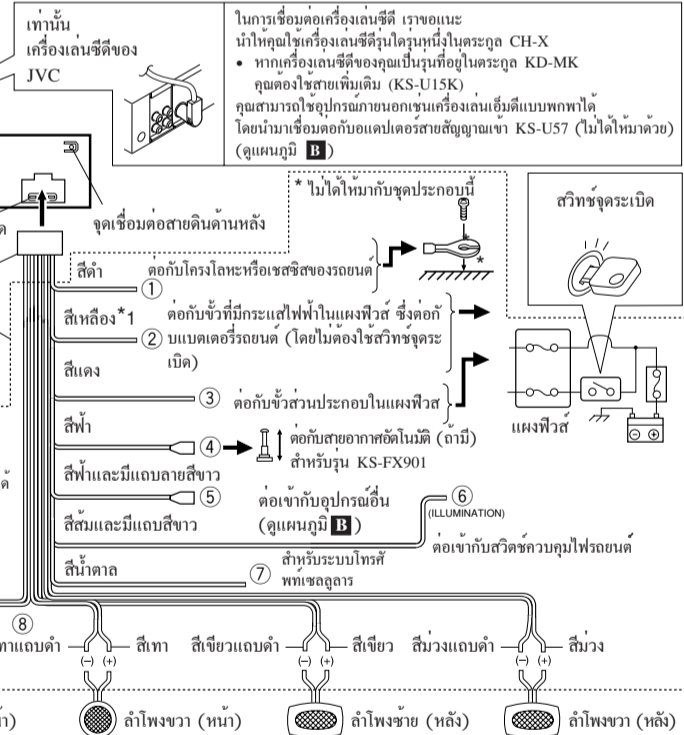 เท่านั้น
เครื่องเล่นซีดีของ
JVC
ในการเชื่อมต่อเครื่องเล่นซีดี เราขอแนะ
นำให้คุณใช้เครื่องเล่นซีดีรุ่นใดรุ่นหนึ่งในตระกูล CH-X
• หากเครื่องเล่นซีดีของคุณเป็นรุ่นที่อยู่ในตระกูล KD-MK
คุณต้องใช้สายเพิ่มเติม (KS-U15K)
คุณสามารถใช้อุปกรณ์ภายนอกเช่นเครื่องเล่นเอ็มดีแบบพกพาได้
โดยนำมาเชื่อมต่อกับอแดปเตอร์สายสัญญาณเข้า KS-U57 (ไม่ได้ให้มาด้วย)
(ดูแผนภูมิ B)
* ไม่ได้ให้มากับชุดประกอบนี้
สวิทช์จุดระเบิด
จุดเชื่อมต่อสายดินด้านหลัง
*
*
สีดำ
① ต่อกับโครงโลหะหรือเชสซิสของรถยนต์
สีเหลือง*1
② ต่อกับขั้วที่มีกระแสไฟฟ้าในแผงฟิวส์ ซึ่งต่อกั
บแบตเตอรี่รถยนต์ (โดยไม่ต้องใช้สวิทช์จุดระ
เบิด)
สีแดง
③ ต่อกับขั้วส่วนประกอบในแผงฟิวส
แผงฟิวส์
สีฟ้า
④ ต่อกับสายอากาศอัตโนมัติ (ถ้ามี)
สำหรับรุ่น KS-FX901
สีฟ้าและมีแถบลายสีขาว
⑤ ต่อเข้ากับอุปกรณ์อื่น
(ดูแผนภูมิ B)
สีส้มและมีแถบสีขาว
⑥
(ILLUMINATION)
ต่อเข้ากับสวิตช์ควบคุมไฟรถยนต์
สีน้ำตาล
⑦ สำหรับระบบโทรศั
พท์เซลลูลาร
⑧
ทาแถบดำ (-) (+) สีเทา สีเขียวแถบดำ (-) (+) สีเขียว สีม่วงแถบดำ (-) (+) สีม่วง
ลำโพงขวา (หน้า) ลำโพงซ้าย (หลัง) ลำโพงขวา (หลัง)